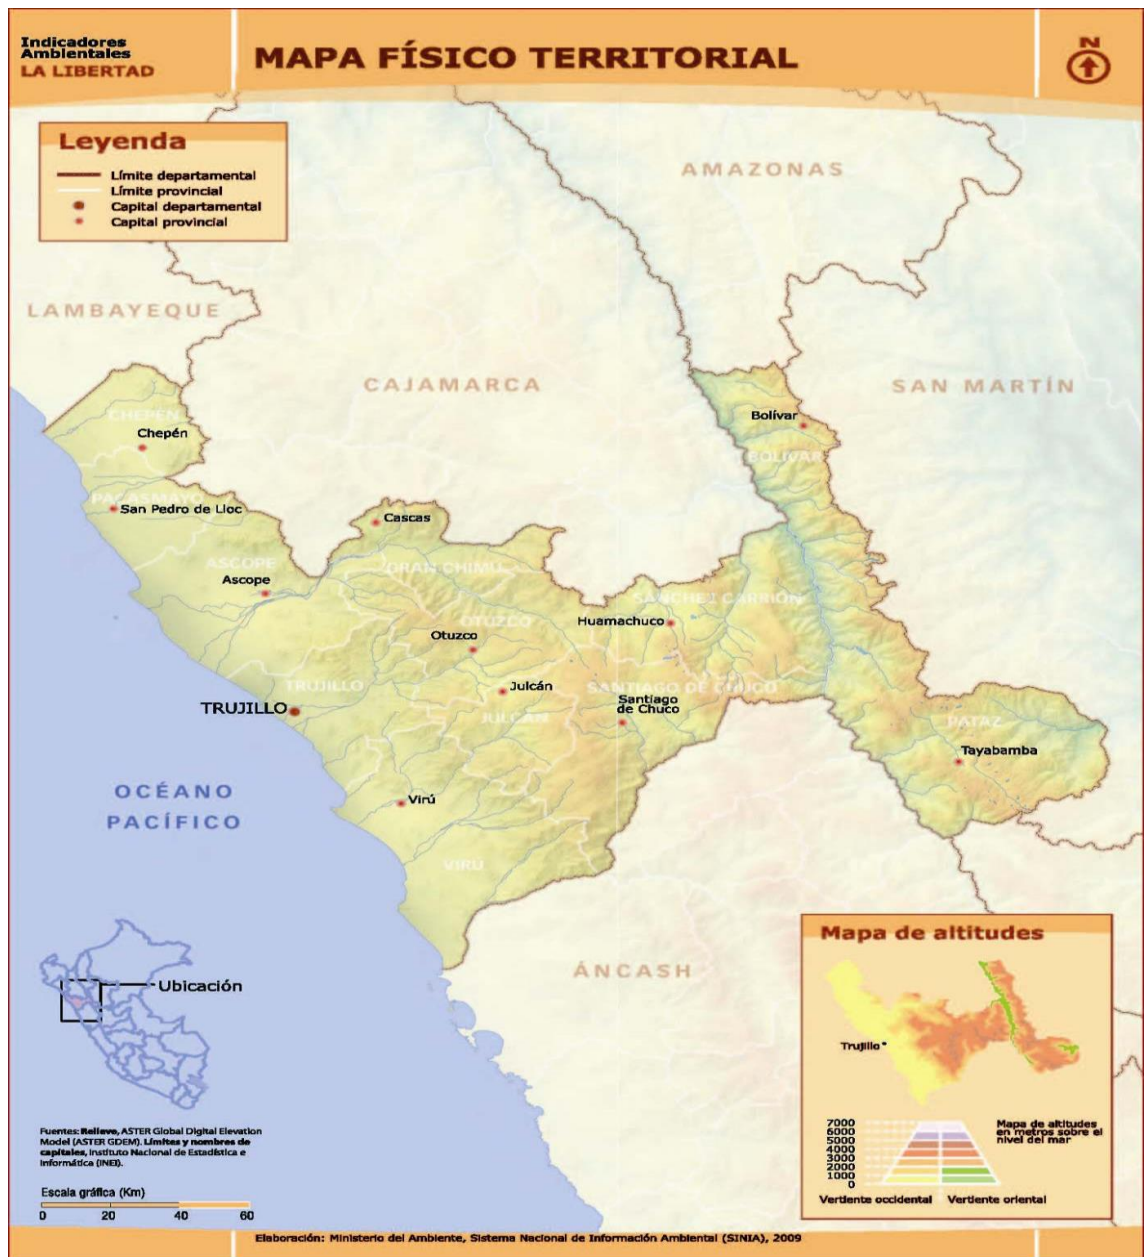 Indicadores
Ambientales
LA LIBERTAD
MAPA FÍSICO TERRITORIAL
N
Leyenda
Límite departamental
Límite provincial
Capital departamental
Capital provincial
AMAZONAS
LAMBAYEQUE
CAJAMARCA
SAN MARTÍN
CHEPÉN
Chepén
Bolívar
BOLÍVAR
PACASMAYO
San Pedro de Lloc
Cascas
ASCOPE
Ascope
GRAN CHIMÚ
SÁNCHEZ CARRIÓN
Huamachuco
OTUZCO
Otuzco
TRUJILLO
Julcán
JULCÁN
SANTIAGO DE CHUCO
Santiago
de Chuco
TRUJILLO
PATAZ
Tayabamba
OCÉANO
PACÍFICO
Virú
VIRÚ
ÁNCASH
Ubicación
Mapa de altitudes
Trujillo
7000
6000
5000
4000
3000
2000
1000
0
Mapa de altitudes
en metros sobre el
nivel del mar
Vertiente occidental
Vertiente oriental
Fuentes: Relieve, ASTER Global Digital Elevation
Model (ASTER GDEM). Límites y nombres de
capitales, Instituto Nacional de Estadística e
Informática (INEI).
Escala gráfica (Km)
0 20 40 60
Elaboración: Ministerio del Ambiente, Sistema Nacional de Información Ambiental (SINIA), 2009